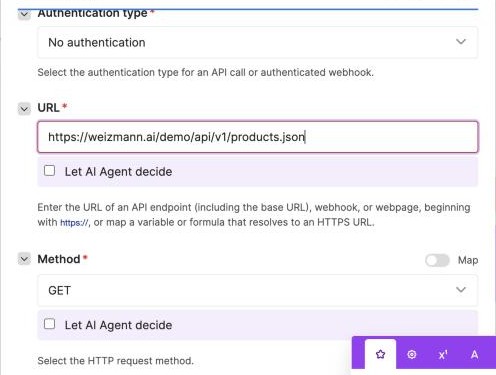 Authentication type *
No authentication
Select the authentication type for an API call or authenticated webhook.
URL *
https://weizmann.ai/demo/api/v1/products.json
Let AI Agent decide
Enter the URL of an API endpoint (including the base URL), webhook, or webpage, beginning
with https://, or map a variable or formula that resolves to an HTTPS URL.
Method * Map
GET
Let AI Agent decide
Select the HTTP request method.
x¹ A